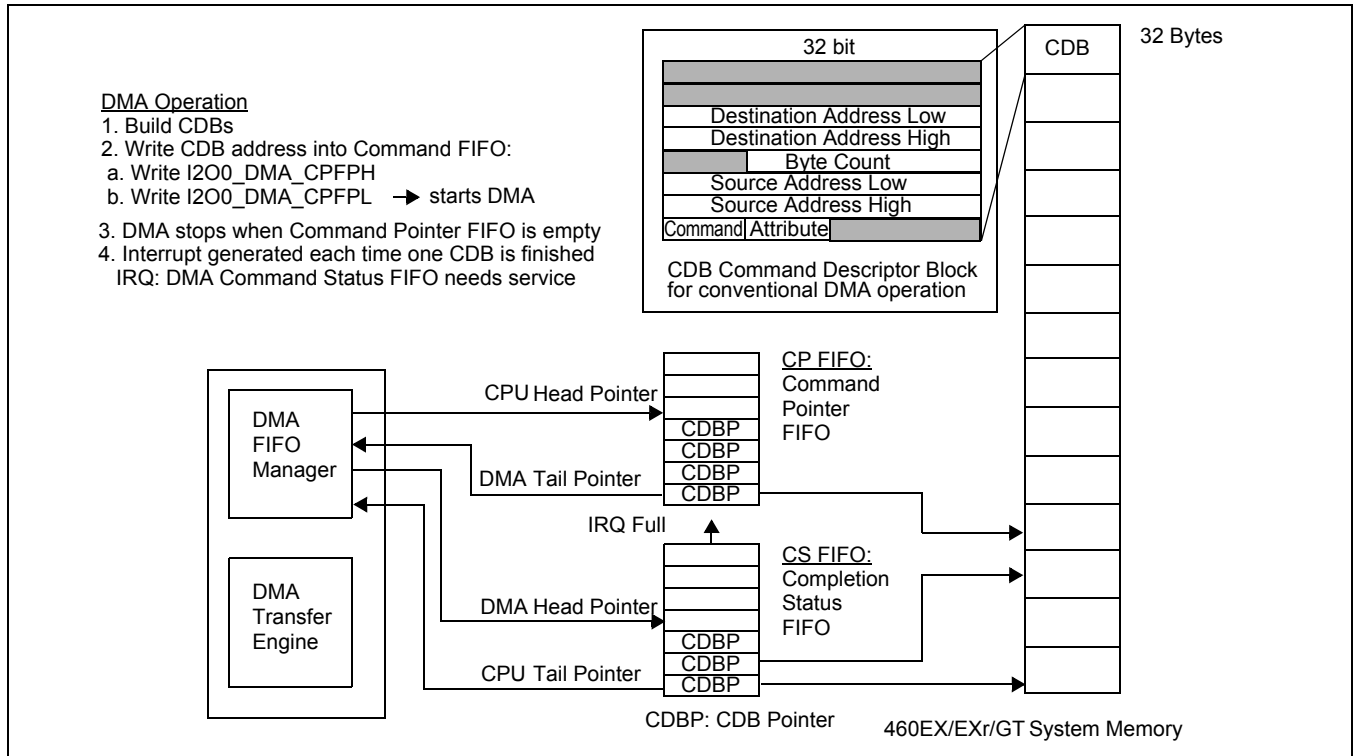 DMA Operation
1. Build CDBs
2. Write CDB address into Command FIFO:
a. Write I2O0_DMA_CPFPH
b. Write I2O0_DMA_CPFPL → starts DMA
3. DMA stops when Command Pointer FIFO is empty
4. Interrupt generated each time one CDB is finished
IRQ: DMA Command Status FIFO needs service
32 bit
Destination Address Low
Destination Address High
Byte Count
Source Address Low
Source Address High
Command Attribute
CDB Command Descriptor Block
for conventional DMA operation
CDB
32 Bytes
DMA
FIFO
Manager
DMA
Transfer
Engine
CPU Head Pointer
DMA Tail Pointer
CDBP
CDBP
CDBP
CDBP
CP FIFO:
Command
Pointer
FIFO
IRQ Full
DMA Head Pointer
CPU Tail Pointer
CDBP
CDBP
CDBP
CS FIFO:
Completion
Status
FIFO
CDBP: CDB Pointer
460EX/EXr/GT System Memory